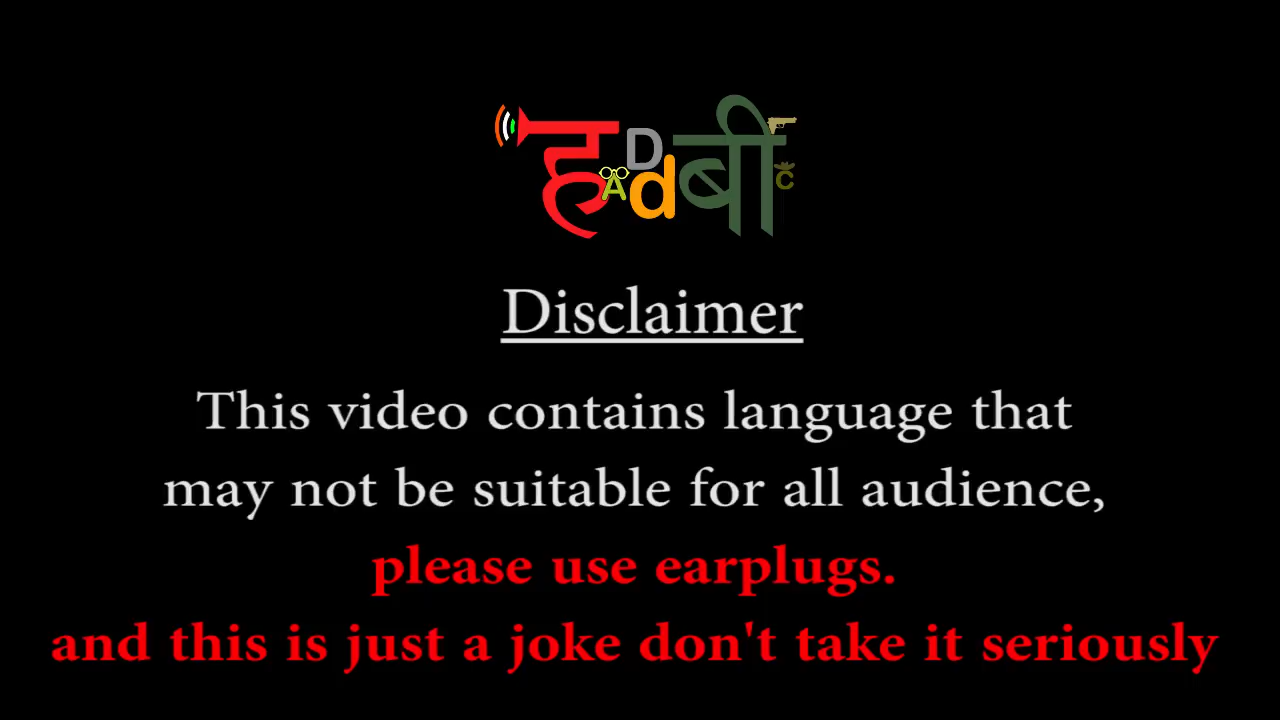 हADdबी C
Disclaimer
This video contains language that
may not be suitable for all audience,
please use earplugs.
and this is just a joke don't take it seriously